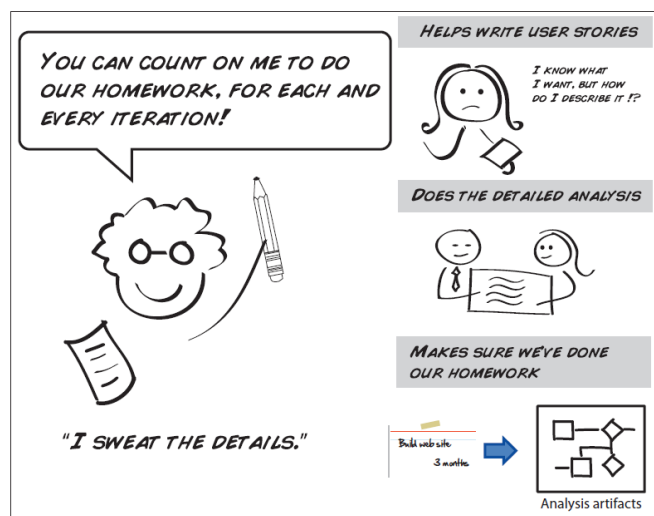 YOU CAN COUNT ON ME TO DO
OUR HOMEWORK, FOR EACH AND
EVERY ITERATION!
"I SWEAT THE DETAILS."
HELPS WRITE USER STORIES
I KNOW WHAT
I WANT, BUT HOW
DO I DESCRIBE IT !?
DOES THE DETAILED ANALYSIS
MAKES SURE WE'VE DONE
OUR HOMEWORK
Build web site
3 months
Analysis artifacts